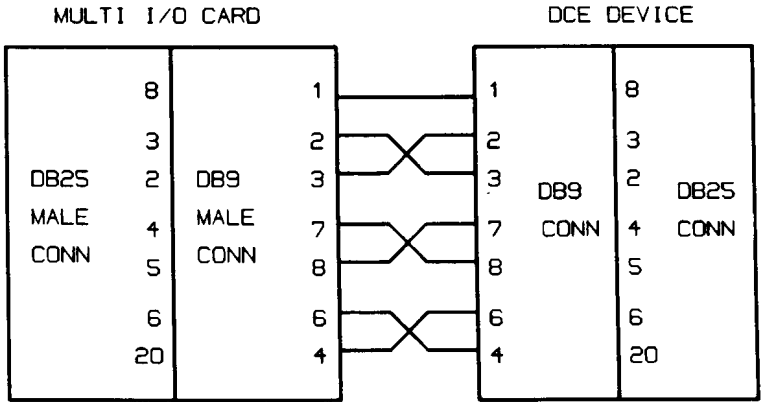 MULTI I/O CARD DCE DEVICE
8 1 1 8
3 2 2 3
DB25 2 DB9 3 3 DB9 2 DB25
MALE 4 MALE 7 7 CONN 4 CONN
CONN 5 CONN 8 8 5
6 6 6 6
20 4 4 20